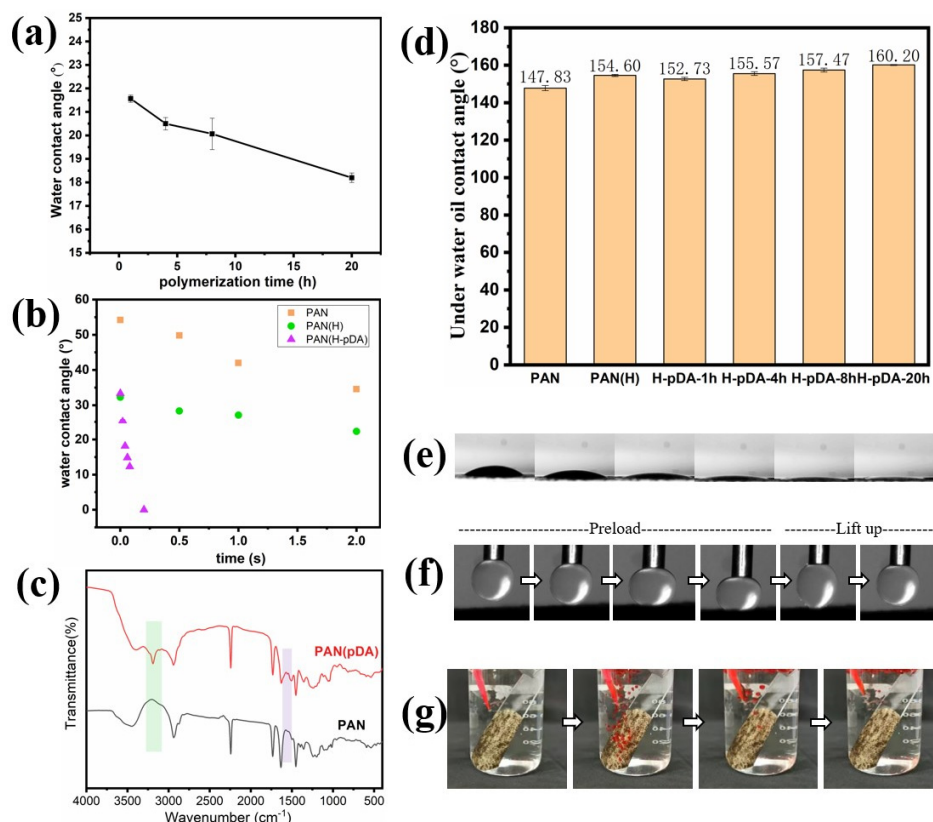 (a)
25
24
23
22
21
20
19
18
17
16
15
0 5 10 15 20
Water contact angle (°)
polymerization time (h)
(b)
60
50
40
30
20
10
0
0.0 0.5 1.0 1.5 2.0
water contact angle (°)
time (s)
PAN
PAN(H)
PAN(H-pDA)
(c)
Transmittance(%)
PAN(pDA)
PAN
4000 3500 3000 2500 2000 1500 1000 500
Wavenumber (cm⁻¹)
(d)
Under water oil contact angle (°)
180
160
140
120
100
80
60
40
20
0
147.83 154.60 152.73 155.57 157.47 160.20
PAN PAN(H) H-pDA-1h H-pDA-4h H-pDA-8h H-pDA-20h
(e)
(f)
Preload Lift up
(g)